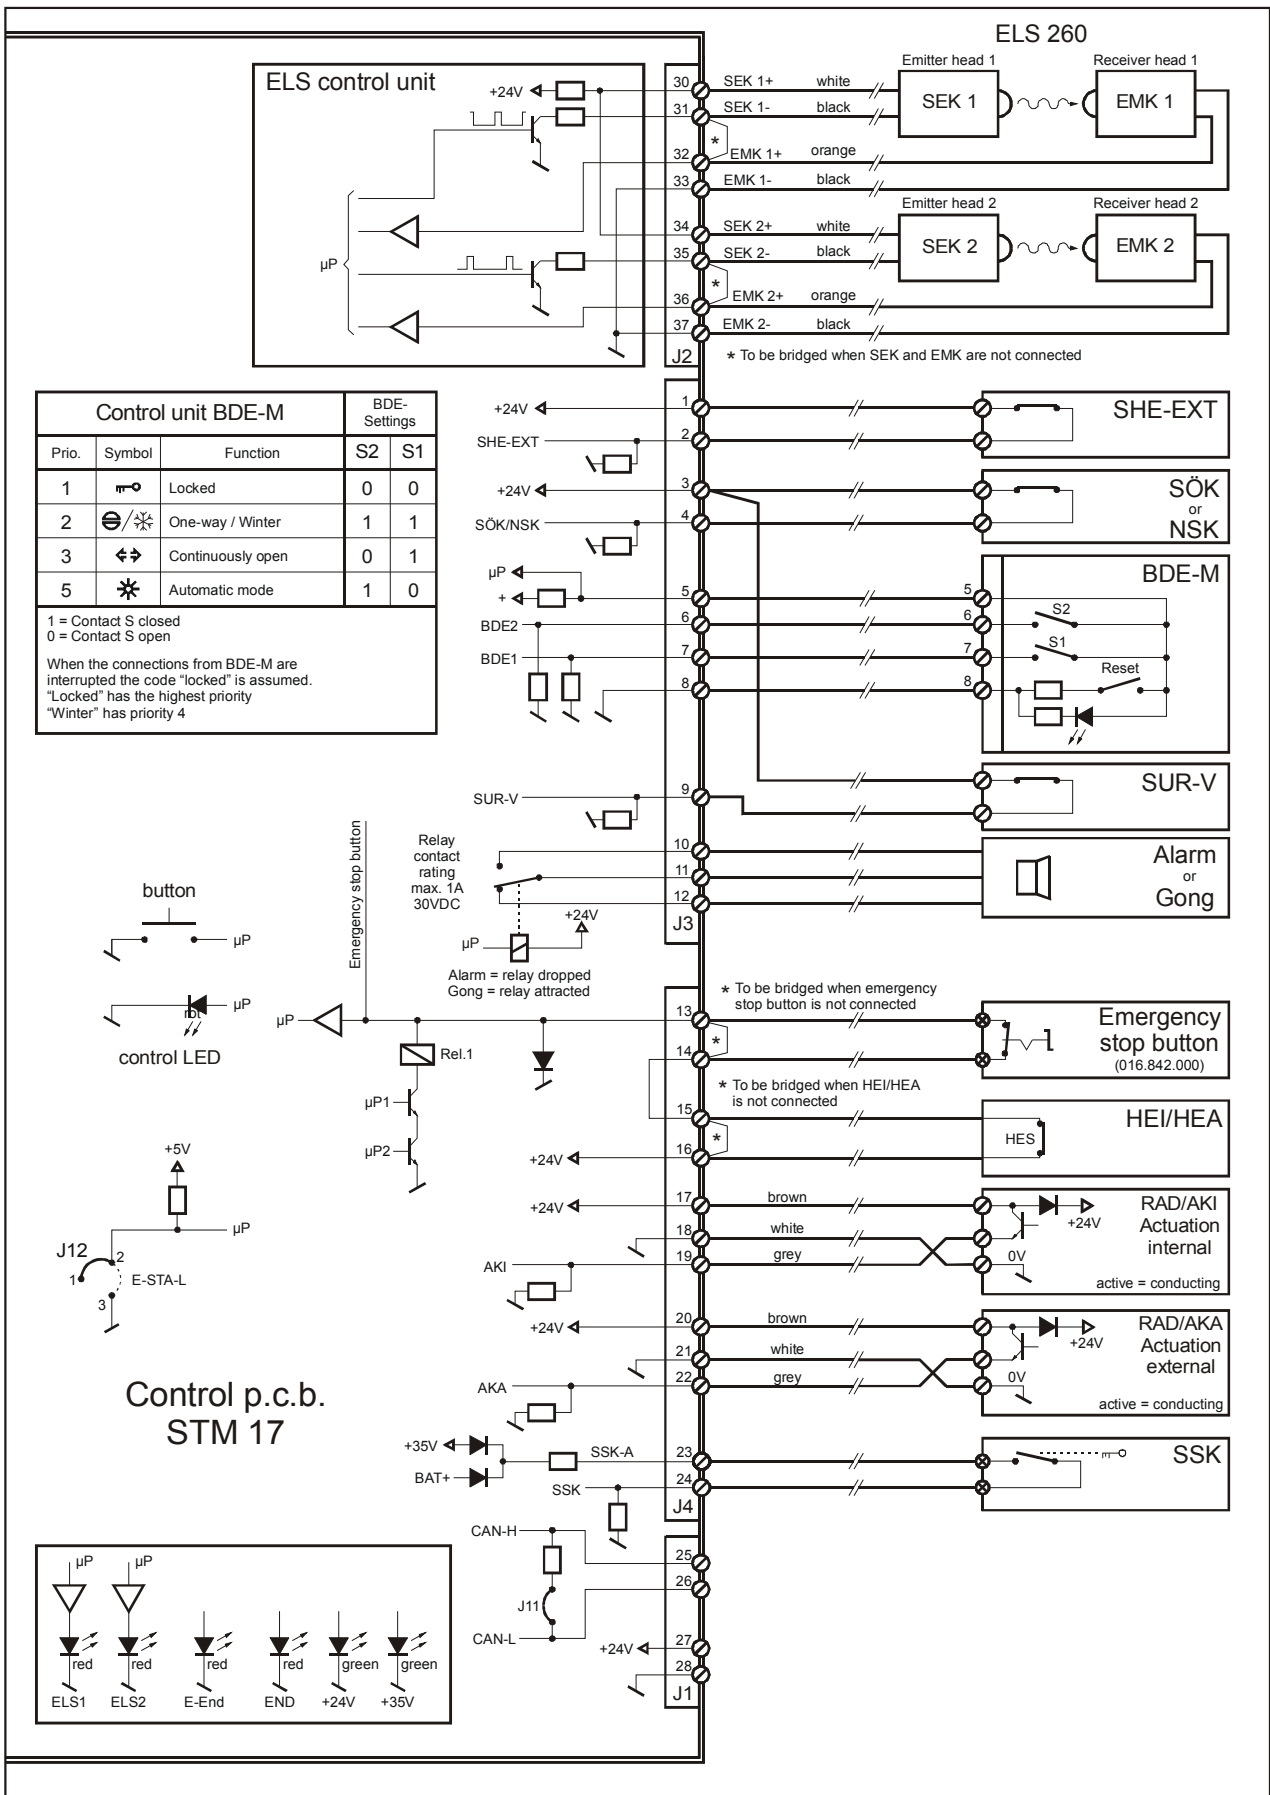 ELS 260
ELS control unit
+24V
µP
30
31
32
33
34
35
36
37
J2
SEK 1+ white
SEK 1- black
*
EMK 1+ orange
EMK 1- black
SEK 2+ white
SEK 2- black
*
EMK 2+ orange
EMK 2- black
Emitter head 1
SEK 1
Receiver head 1
EMK 1
Emitter head 2
SEK 2
Receiver head 2
EMK 2
* To be bridged when SEK and EMK are not connected
Control unit BDE-M
BDE-
Settings
Prio. Symbol Function S2 S1
1 Locked 0 0
2 / One-way / Winter 1 1
3 Continuously open 0 1
5 Automatic mode 1 0
1 = Contact S closed
0 = Contact S open
When the connections from BDE-M are
interrupted the code “locked” is assumed.
“Locked” has the highest priority
“Winter” has priority 4
+24V 1
SHE-EXT 2
SHE-EXT
+24V 3
SÖK/NSK 4
SÖK
or
NSK
µP
+ 5
BDE2 6
BDE1 7
8
BDE-M
5
6 S2
7 S1
8 Reset
SUR-V 9
SUR-V
Relay
contact
rating
max. 1A
30VDC
10
11
12
J3
+24V
µP
Alarm = relay dropped
Gong = relay attracted
Alarm
or
Gong
button
µP
µP
rot
control LED
Emergency stop button
µP
Rel.1
µP1
µP2
13
14
15
16
+24V
* To be bridged when emergency
stop button is not connected
*
* To be bridged when HEI/HEA
is not connected
*
Emergency
stop button
(016.842.000)
HEI/HEA
HES
+5V
µP
J12
2
1
3
E-STA-L
+24V 17 brown
18 white
AKI 19 grey
RAD/AKI
Actuation
internal
+24V
0V
active = conducting
+24V 20 brown
21 white
AKA 22 grey
RAD/AKA
Actuation
external
+24V
0V
active = conducting
Control p.c.b.
STM 17
+35V
BAT+
SSK-A 23
SSK 24
J4
SSK
CAN-H
25
26
J11
CAN-L
+24V 27
28
J1
µP µP
red red red red green green
ELS1 ELS2 E-End END +24V +35V